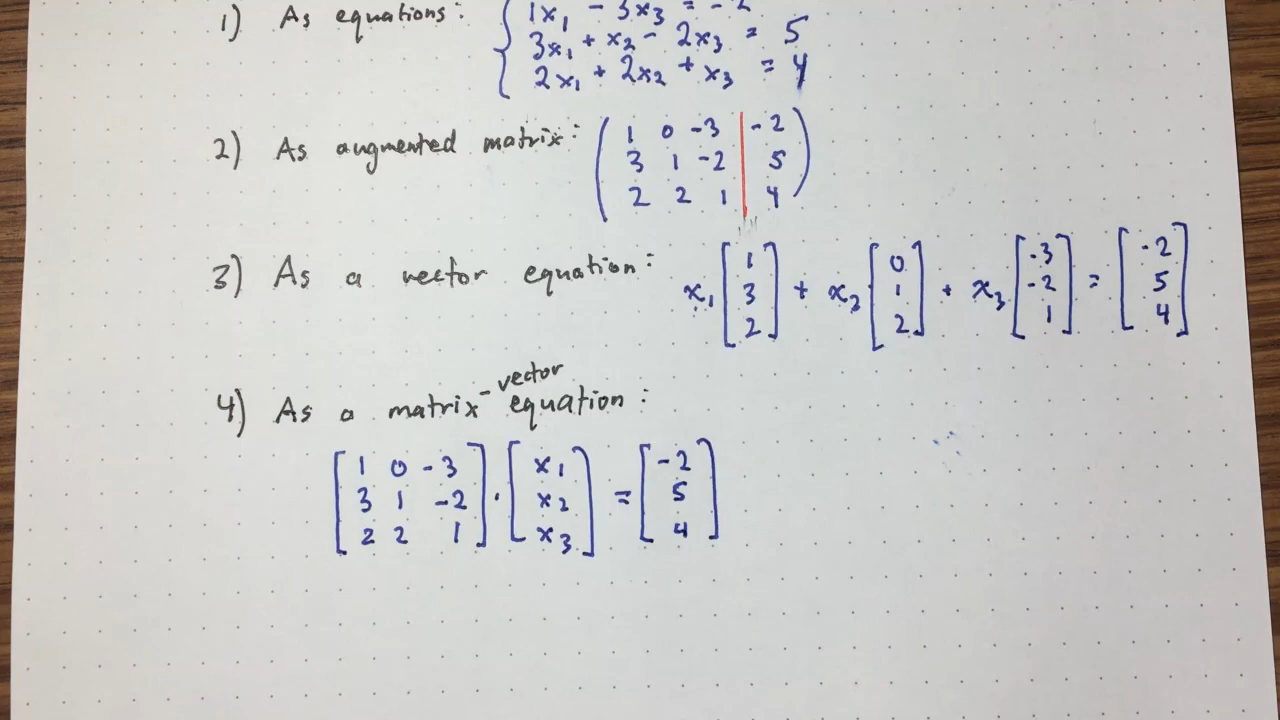 1) As equations: { 1x₁ - 3x₃ = -2
3x₁ + x₂ - 2x₃ = 5
2x₁ + 2x₂ + x₃ = 4
2) As augmented matrix: ( 1 0 -3 | -2
3 1 -2 | 5
2 2 1 | 4 )
3) As a vector equation: x₁ [1 3 2] + x₂ [0 1 2] + x₃ [-3 -2 1] = [-2 5 4]
4) As a matrix-vector equation:
[ 1 0 -3 ] · [ x₁ ] = [ -2 ]
[ 3 1 -2 ] [ x₂ ] [ 5 ]
[ 2 2 1 ] [ x₃ ] [ 4 ]